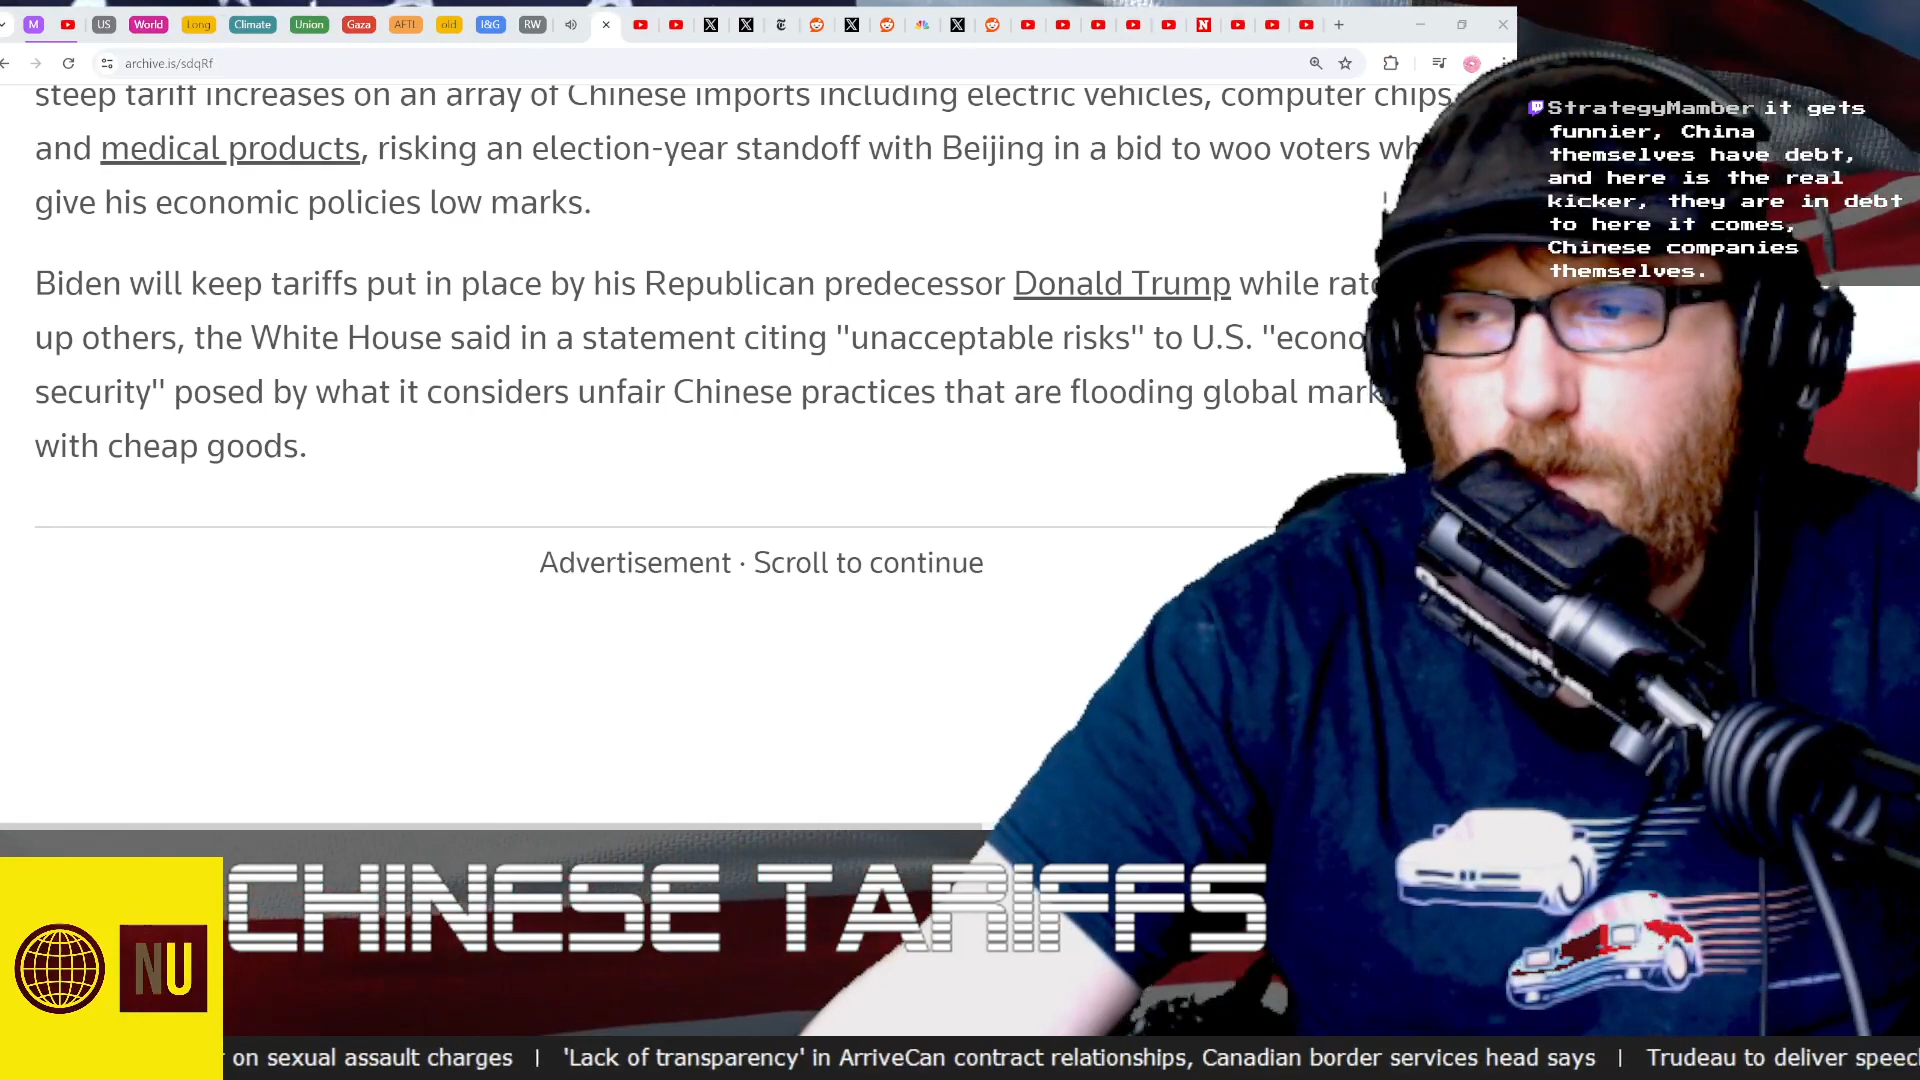 M
US
World
Long
Climate
Union
Gaza
AFTL
old
I&G
RW
archive.is/sdqRf
steep tariff increases on an array of Chinese imports including electric vehicles, computer chips
and medical products, risking an election-year standoff with Beijing in a bid to woo voters
give his economic policies low marks.
Biden will keep tariffs put in place by his Republican predecessor Donald Trump while
up others, the White House said in a statement citing "unacceptable risks" to U.S.
security" posed by what it considers unfair Chinese practices that are flooding global
with cheap goods.
Advertisement · Scroll to continue
StrategyMamber it gets
funnier, China
themselves have debt,
and here is the real
kicker, they are in debt
to here it comes,
Chinese companies
themselves.
CHINESE TARIFFS
NU
on sexual assault charges | 'Lack of transparency' in ArriveCan contract relationships, Canadian border services head says | Trudeau to deliver